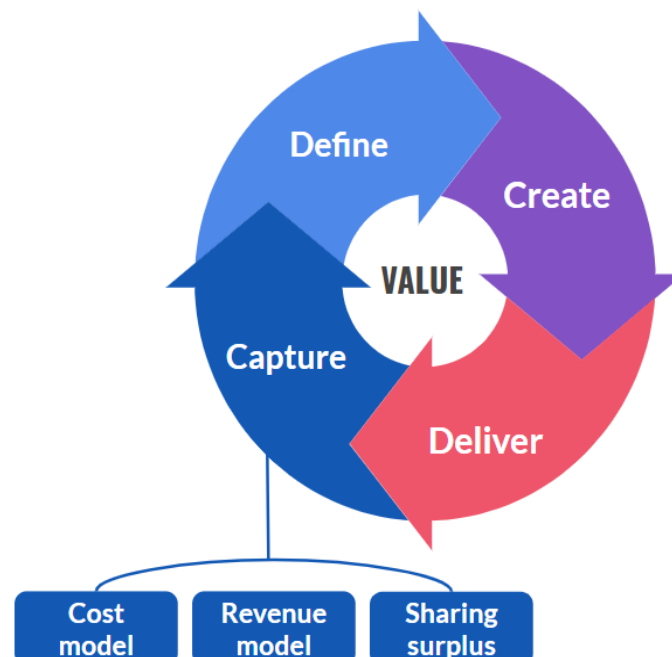 Define
Create
VALUE
Capture
Deliver
Cost
model
Revenue
model
Sharing
surplus